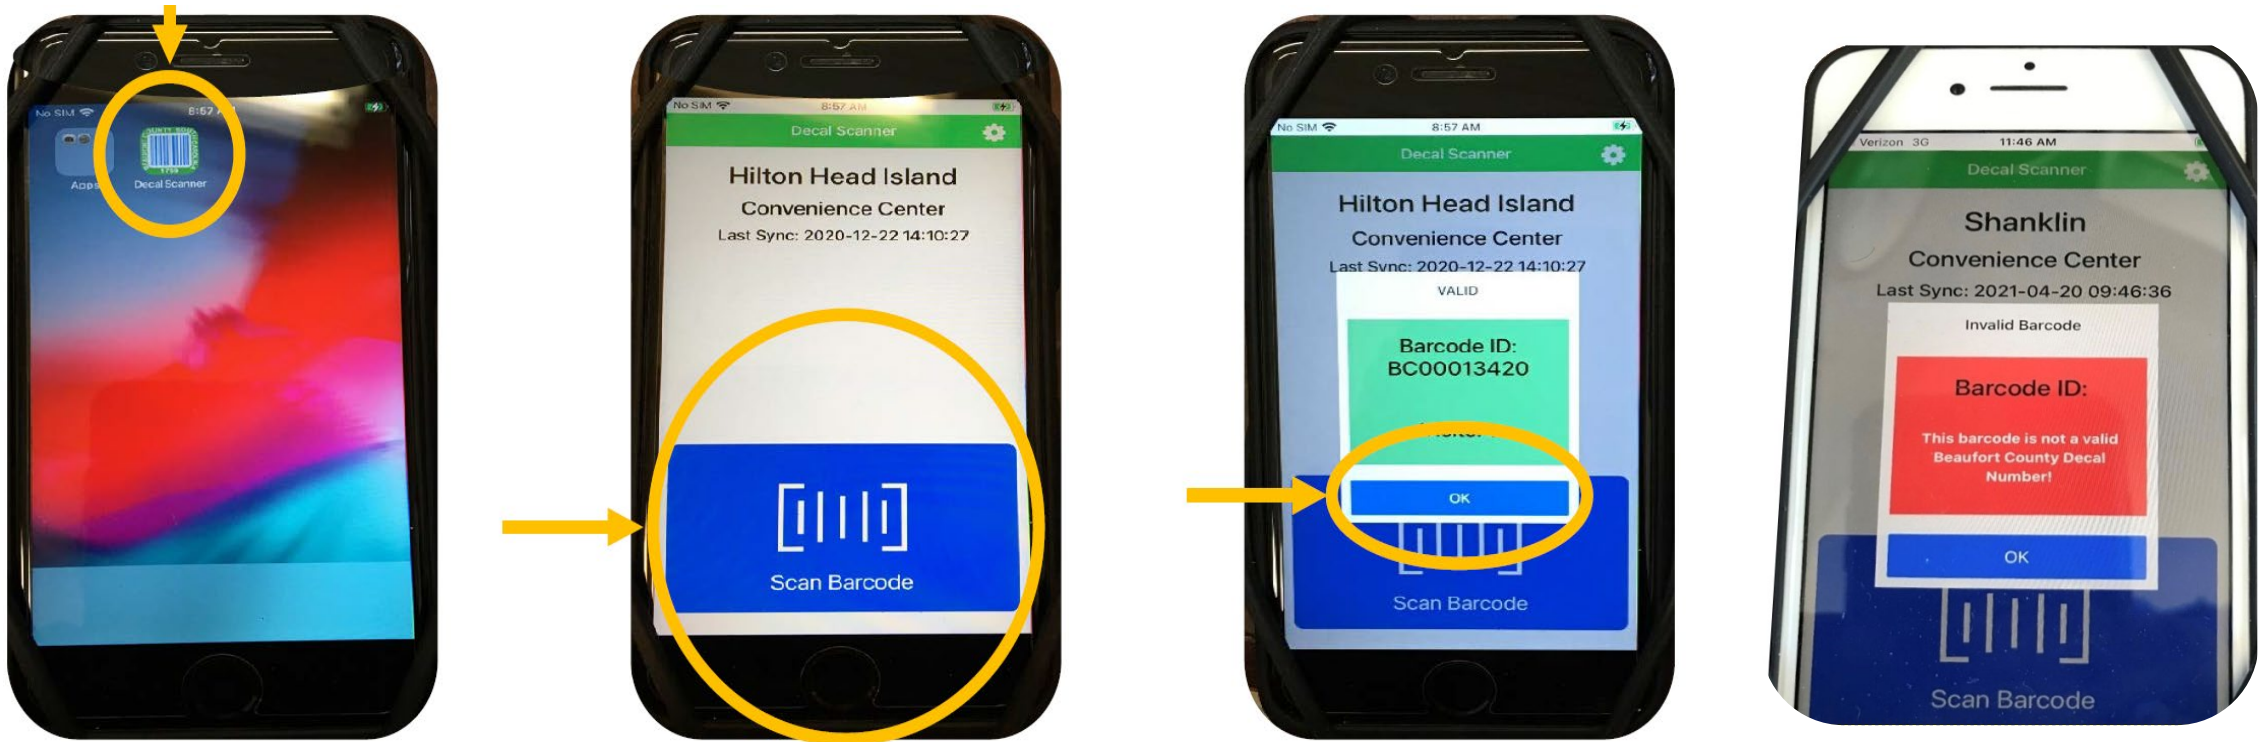 No SIM
8:57 A
Apps
Decal Scanner
No SIM
8:57 AM
Decal Scanner
Hilton Head Island
Convenience Center
Last Sync: 2020-12-22 14:10:27
Scan Barcode
No SIM
8:57 AM
Decal Scanner
Hilton Head Island
Convenience Center
Last Sync: 2020-12-22 14:10:27
VALID
Barcode ID:
BC00013420
OK
Scan Barcode
Verizon 3G
11:46 AM
Decal Scanner
Shanklin
Convenience Center
Last Sync: 2021-04-20 09:46:36
Invalid Barcode
Barcode ID:
This barcode is not a valid
Beaufort County Decal
Number!
OK
Scan Barcode